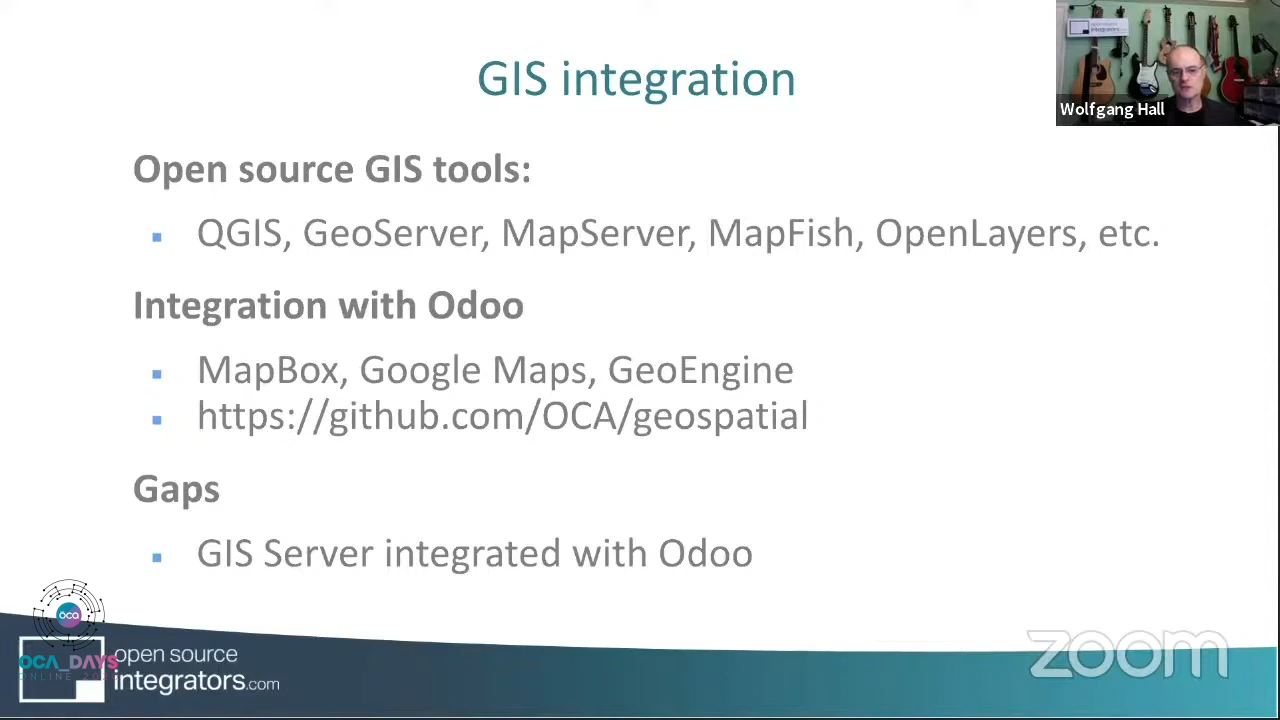 GIS integration
Wolfgang Hall
Open source GIS tools:
QGIS, GeoServer, MapServer, MapFish, OpenLayers, etc.
Integration with Odoo
MapBox, Google Maps, GeoEngine
https://github.com/OCA/geospatial
Gaps
GIS Server integrated with Odoo
oca
OCA_DAYS
open source
integrators.com
zoom